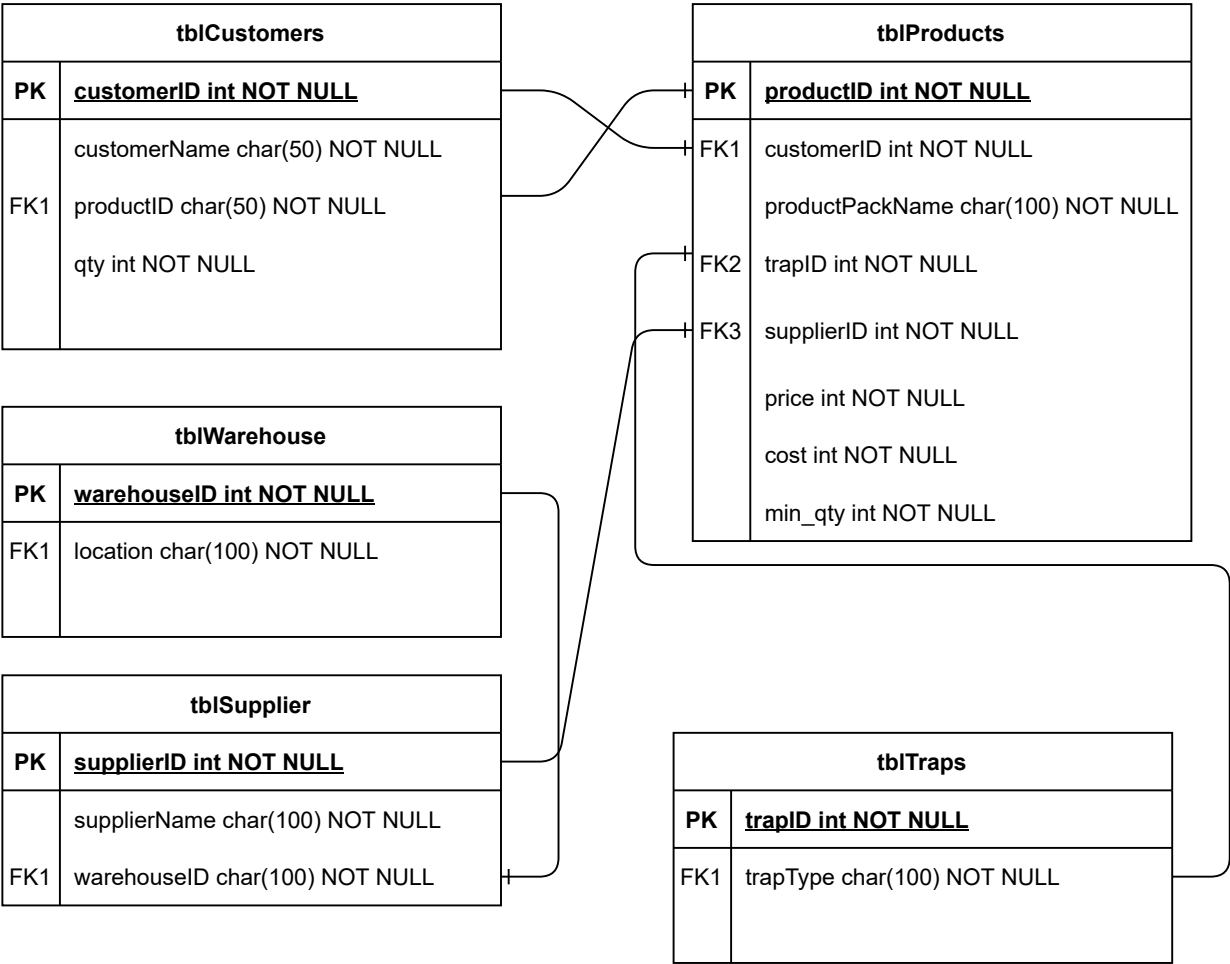 tblCustomers
PK customerID int NOT NULL
customerName char(50) NOT NULL
FK1 productID char(50) NOT NULL
qty int NOT NULL
tblProducts
PK productID int NOT NULL
FK1 customerID int NOT NULL
productPackName char(100) NOT NULL
FK2 trapID int NOT NULL
FK3 supplierID int NOT NULL
price int NOT NULL
cost int NOT NULL
min_qty int NOT NULL
tblWarehouse
PK warehouseID int NOT NULL
FK1 location char(100) NOT NULL
tblSupplier
PK supplierID int NOT NULL
supplierName char(100) NOT NULL
FK1 warehouseID char(100) NOT NULL
tblTraps
PK trapID int NOT NULL
FK1 trapType char(100) NOT NULL